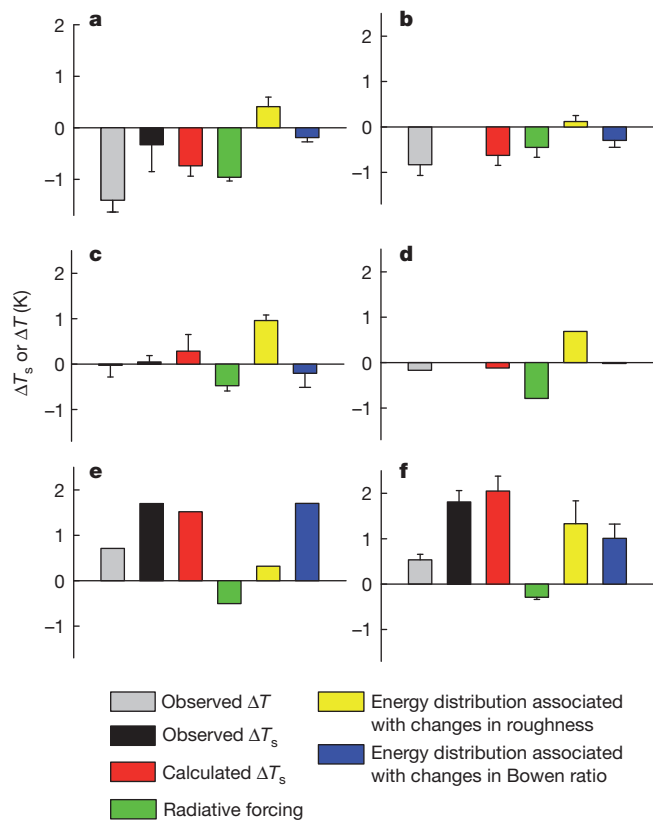 a
b
2
1
0
−1
2
1
0
−1
c
d
2
1
0
−1
2
1
0
−1
ΔTs or ΔT (K)
e
f
2
1
0
−1
2
1
0
−1
Observed ΔT
Observed ΔTs
Calculated ΔTs
Radiative forcing
Energy distribution associated
with changes in roughness
Energy distribution associated
with changes in Bowen ratio